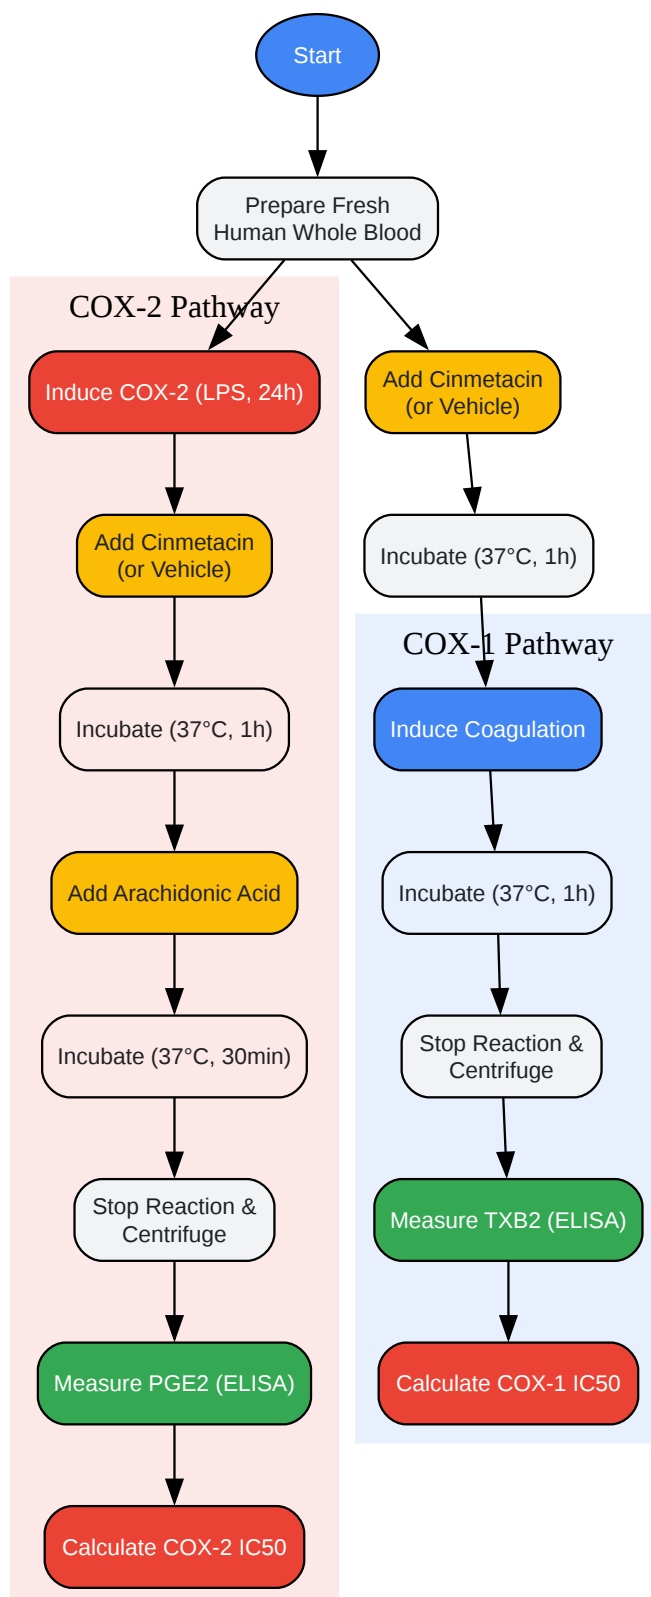 Start
Prepare Fresh
Human Whole Blood
COX-2 Pathway
Induce COX-2 (LPS, 24h)
Add Cinmetacin
(or Vehicle)
Incubate (37°C, 1h)
Add Arachidonic Acid
Incubate (37°C, 30min)
Stop Reaction &
Centrifuge
Measure PGE2 (ELISA)
Calculate COX-2 IC50
Add Cinmetacin
(or Vehicle)
Incubate (37°C, 1h)
COX-1 Pathway
Induce Coagulation
Incubate (37°C, 1h)
Stop Reaction &
Centrifuge
Measure TXB2 (ELISA)
Calculate COX-1 IC50